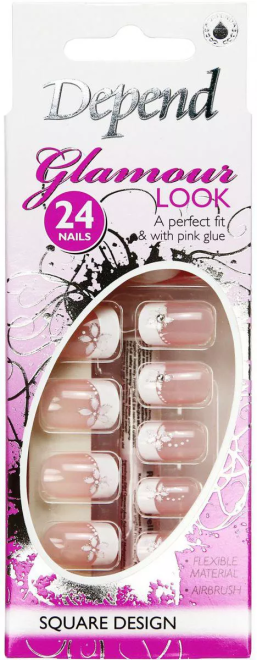 Depend
Glamour
LOOK
24
NAILS
A perfect fit
& with pink glue
• FLEXIBLE
MATERIAL
• AIRBRUSH
SQUARE DESIGN